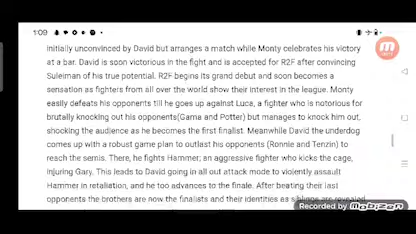 1:09
initially unconvinced by David but arranges a match while Monty celebrates his victory
at a bar. David is soon victorious in the fight and is accepted for R2F after convincing
Suleiman of his true potential. R2F begins its grand debut and soon becomes a
sensation as fighters from all over the world show their interest in the league. Monty
easily defeats his opponents till he goes up against Luca, a fighter who is notorious for
brutally knocking out his opponents(Gama and Potter) but manages to knock him out,
shocking the audience as he becomes the first finalist. Meanwhile David the underdog
comes up with a robust game plan to outlast his opponents (Ronnie and Tenzin) to
reach the semis. There, he fights Hammer; an aggressive fighter who kicks the cage,
injuring Gary. This leads to David going in all out attack mode to violently assault
Hammer in retaliation, and he too advances to the finale. After beating their last
opponents the brothers are now the finalists and their identities as siblings are revealed
Recorded by MOBIZEN